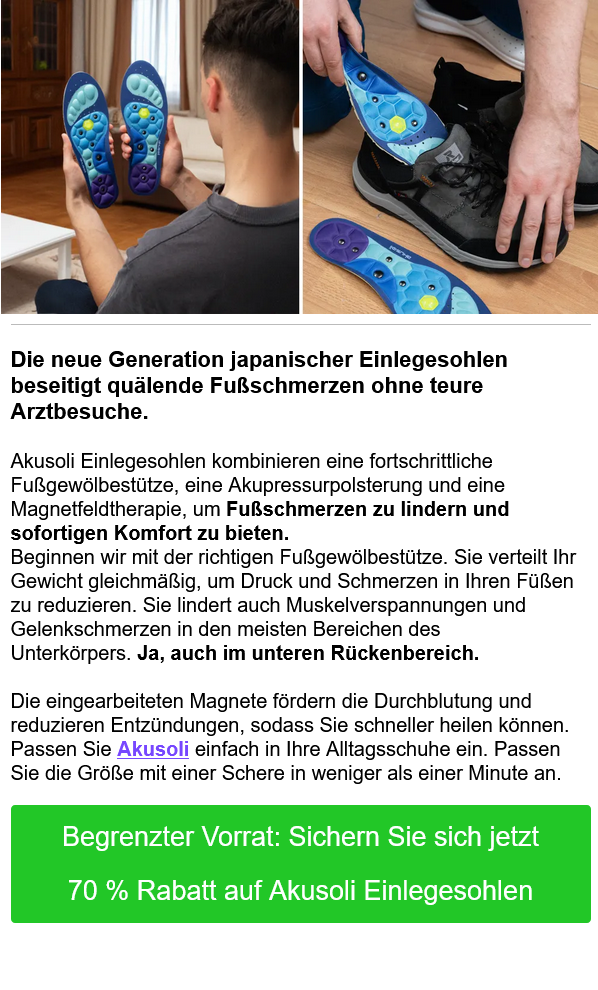 Die neue Generation japanischer Einlegesohlen
beseitigt quälende Fußschmerzen ohne teure
Arztbesuche.
Akusoli Einlegesohlen kombinieren eine fortschrittliche
Fußgewölbestütze, eine Akupressurpolsterung und eine
Magnetfeldtherapie, um Fußschmerzen zu lindern und
sofortigen Komfort zu bieten.
Beginnen wir mit der richtigen Fußgewölbestütze. Sie verteilt Ihr
Gewicht gleichmäßig, um Druck und Schmerzen in Ihren Füßen
zu reduzieren. Sie lindert auch Muskelverspannungen und
Gelenkschmerzen in den meisten Bereichen des
Unterkörpers. Ja, auch im unteren Rückenbereich.
Die eingearbeiteten Magnete fördern die Durchblutung und
reduzieren Entzündungen, sodass Sie schneller heilen können.
Passen Sie Akusoli einfach in Ihre Alltagsschuhe ein. Passen
Sie die Größe mit einer Schere in weniger als einer Minute an.
Begrenzter Vorrat: Sichern Sie sich jetzt
70 % Rabatt auf Akusoli Einlegesohlen